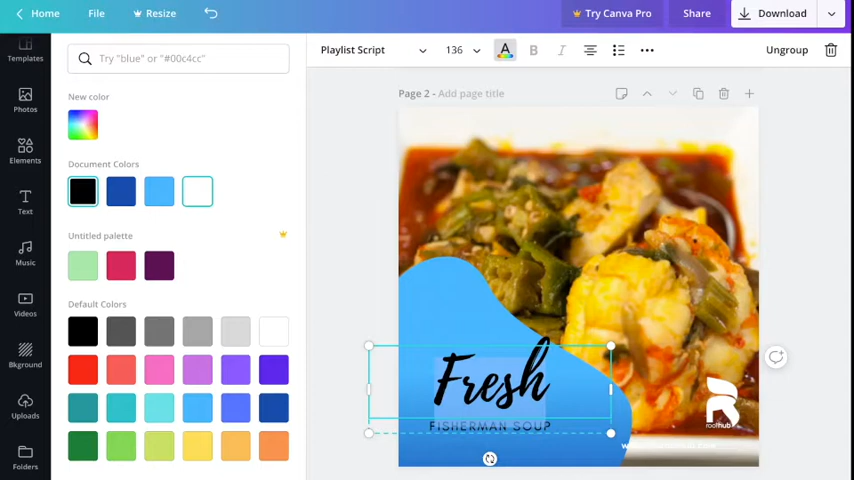 Home
File
Resize
Try Canva Pro
Share
Download
Templates
Photos
Elements
Text
Music
Videos
Bkground
Uploads
Folders
Try "blue" or "#00c4cc"
New color
Document Colors
Untitled palette
Default Colors
Playlist Script
136
A
B
I
Ungroup
Page 2 - Add page title
Fresh
FISHERMAN SOUP
roothub